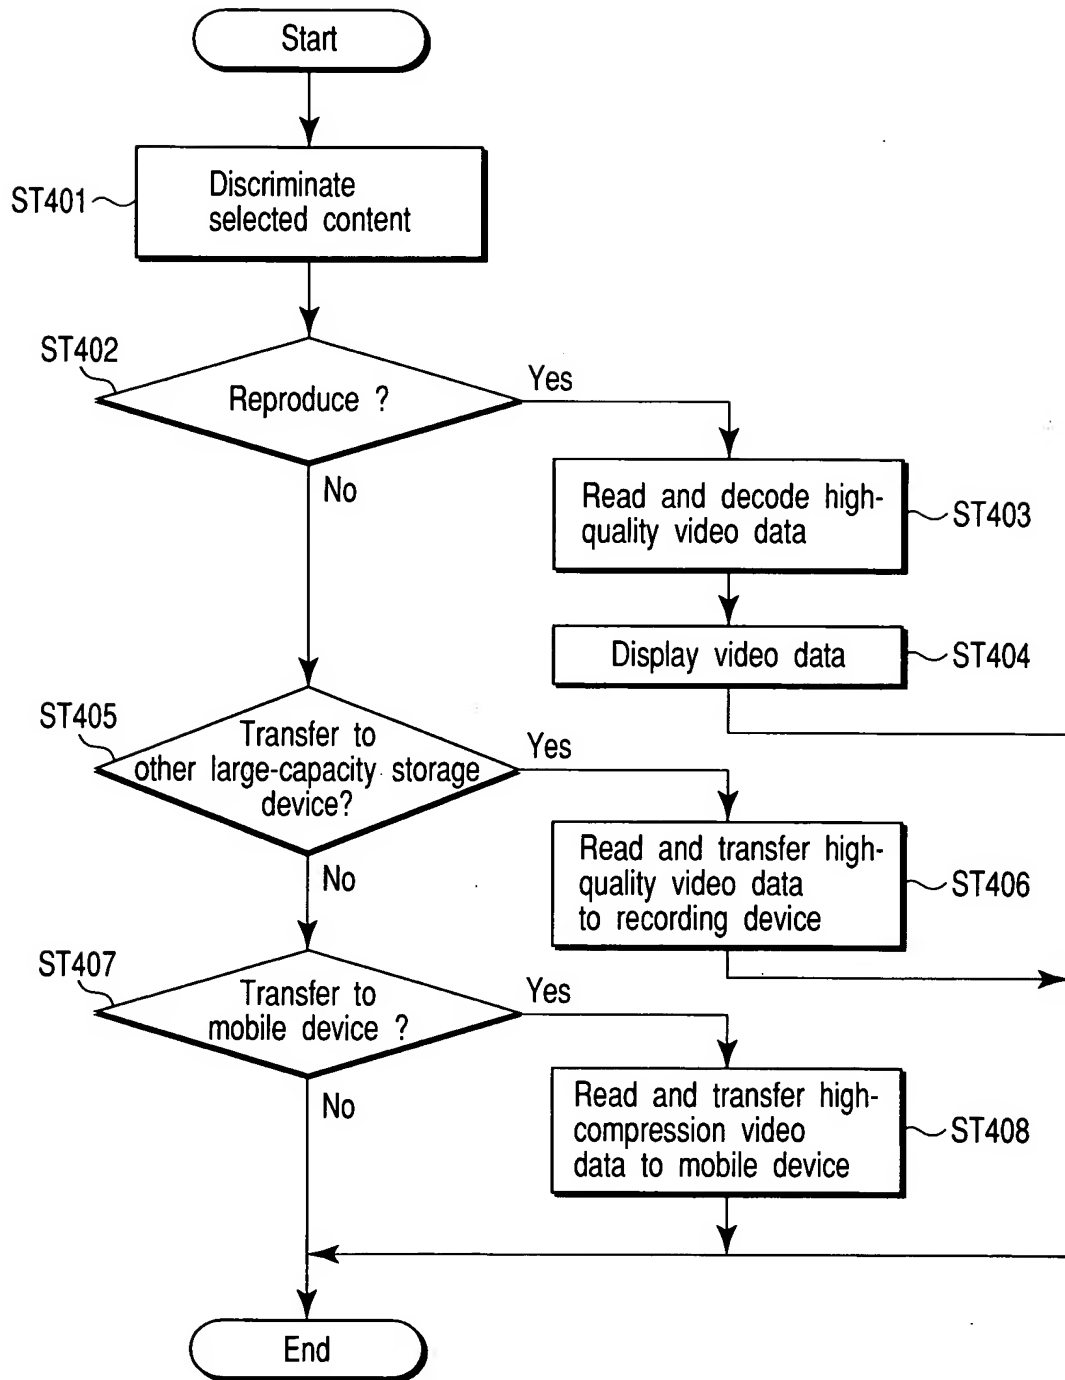 Start
ST401
Discriminate
selected content
ST402
Reproduce ?
Yes
No
Read and decode high-
quality video data
ST403
Display video data
ST404
ST405
Transfer to
other large-capacity storage
device?
Yes
No
Read and transfer high-
quality video data
to recording device
ST406
ST407
Transfer to
mobile device ?
Yes
No
Read and transfer high-
compression video
data to mobile device
ST408
End